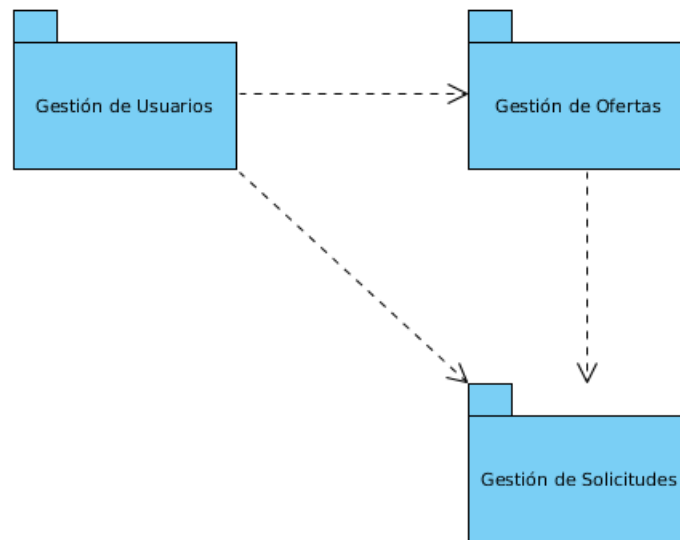 Gestión de Usuarios
Gestión de Ofertas
Gestión de Solicitudes